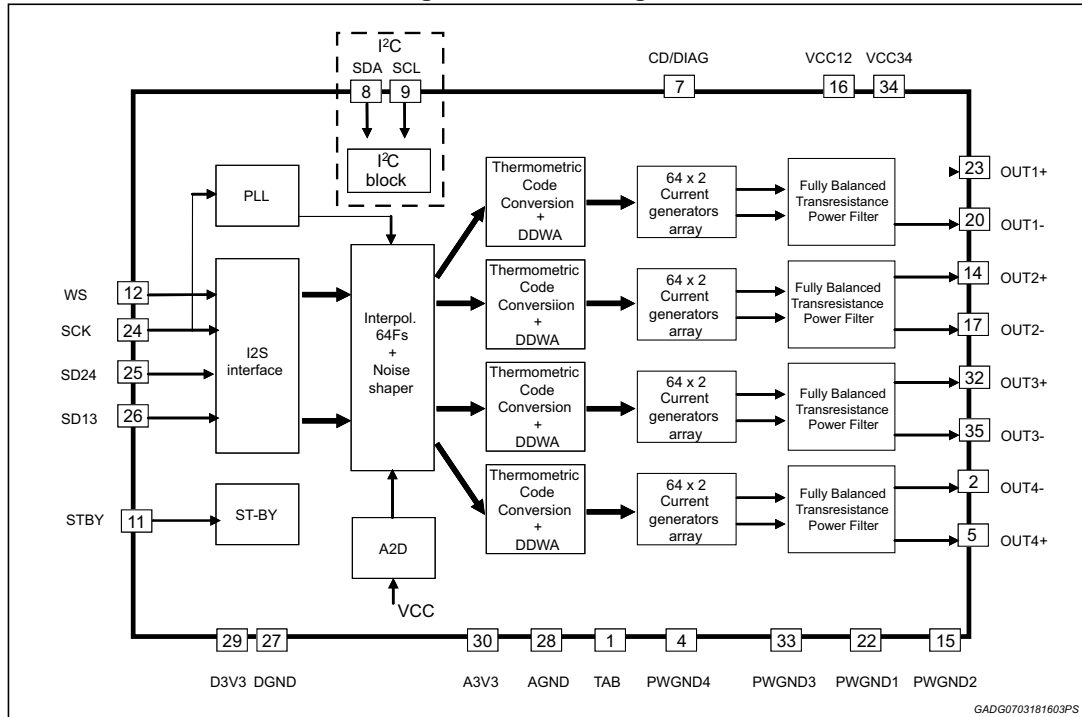 I²C
SDA SCL
8 9
I²C
block
CD/DIAG
7
VCC12 VCC34
16 34
PLL
WS 12
SCK 24
SD24 25
SD13 26
I2S
interface
STBY 11
ST-BY
Interpol.
64Fs
+
Noise
shaper
A2D
VCC
Thermometric
Code
Conversion
+
DDWA
64 x 2
Current
generators
array
Fully Balanced
Transresistance
Power Filter
23 OUT1+
20 OUT1-
Thermometric
Code
Conversiion
+
DDWA
64 x 2
Current
generators
array
Fully Balanced
Transresistance
Power Filter
14 OUT2+
17 OUT2-
Thermometric
Code
Conversion
+
DDWA
64 x 2
Current
generators
array
Fully Balanced
Transresistance
Power Filter
32 OUT3+
35 OUT3-
Thermometric
Code
Conversion
+
DDWA
64 x 2
Current
generators
array
Fully Balanced
Transresistance
Power Filter
2 OUT4-
5 OUT4+
29 27 30 28 1 4 33 22 15
D3V3 DGND A3V3 AGND TAB PWGND4 PWGND3 PWGND1 PWGND2
GADG0703181603PS